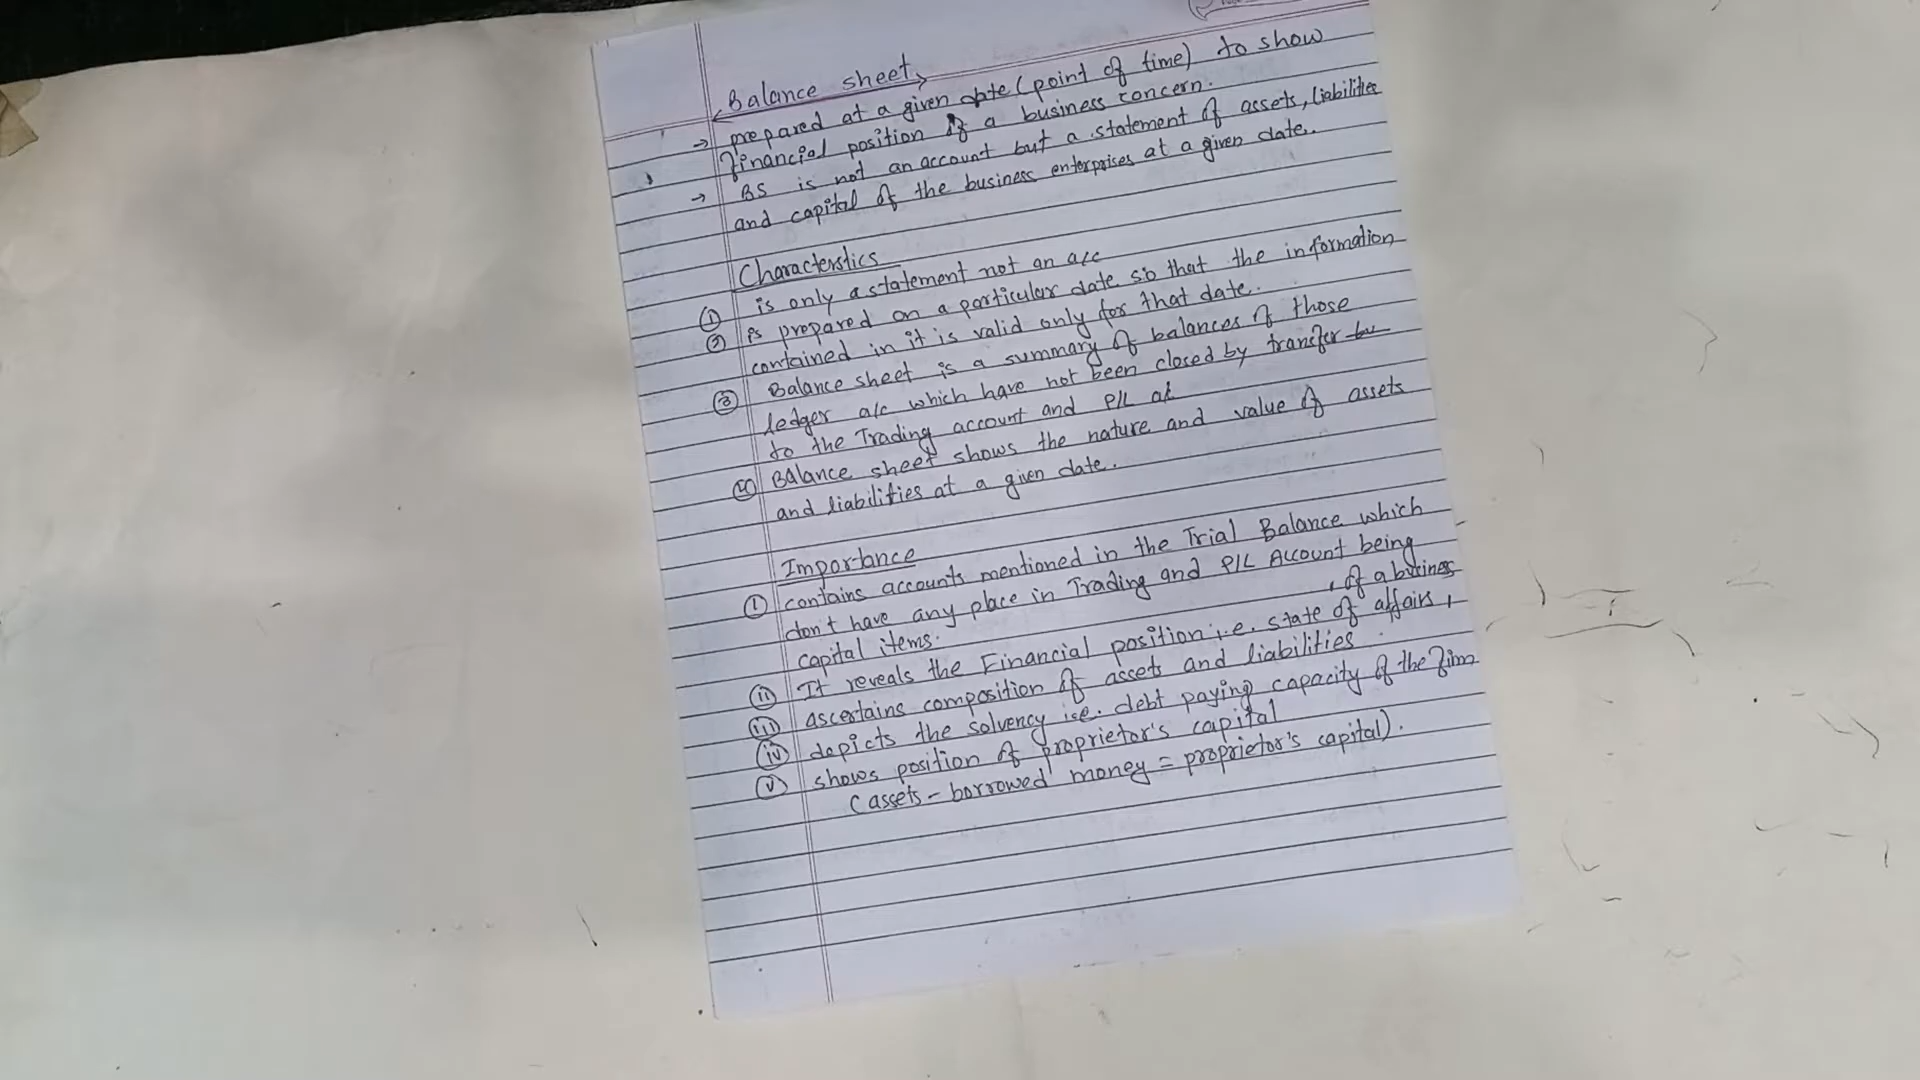 Balance sheet
→ prepared at a given date (point of time) to show
financial position of a business concern.
→ BS is not an account but a statement of assets, liabilities
and capital of the business enterprises at a given date.
Characterstics
① is only a statement not an a/c
② is prepared on a particular date so that the information
contained in it is valid only for that date.
③ Balance sheet is a summary of balances of those
ledger a/c which have not been closed by transfer
to the Trading account and P/L
④ Balance sheet shows the nature and value of assets
and liabilities at a given date.
Importance
① contains accounts mentioned in the Trial Balance which
don't have any place in Trading and P/L Account being
capital items.
(ii) It reveals the Financial position i.e. state of affairs, of a business
(iii) ascertains composition of assets and liabilities
(iv) depicts the solvency i.e. debt paying capacity of the firm
(v) shows position of proprietor's capital
(assets - borrowed money = proprietor's capital).